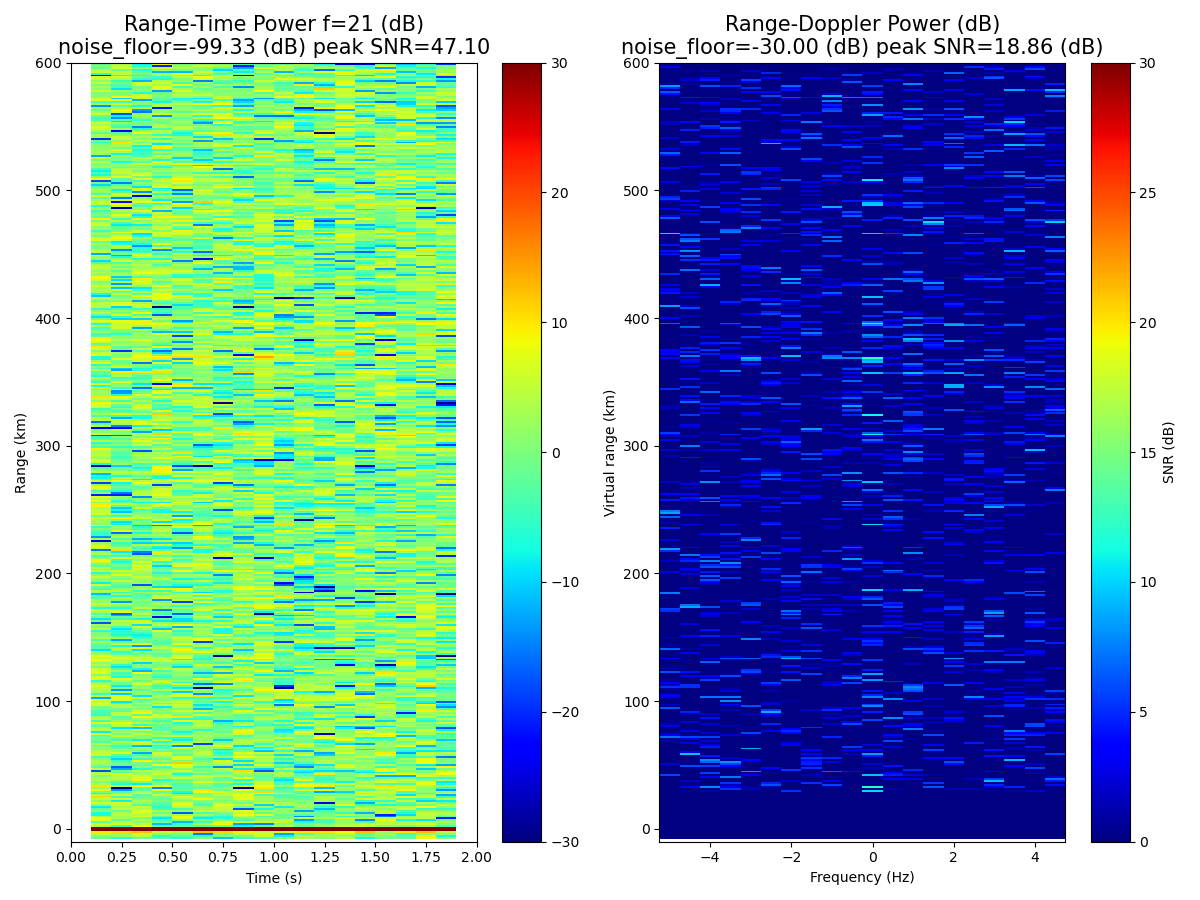 Range-Time Power f=21 (dB)
noise_floor=-99.33 (dB) peak SNR=47.10
600
500
400
300
200
100
0
Range (km)
0.00 0.25 0.50 0.75 1.00 1.25 1.50 1.75 2.00
Time (s)
30
20
10
0
−10
−20
−30
Range-Doppler Power (dB)
noise_floor=-30.00 (dB) peak SNR=18.86 (dB)
600
500
400
300
200
100
0
Virtual range (km)
−4 −2 0 2 4
Frequency (Hz)
30
25
20
15
10
5
0
SNR (dB)